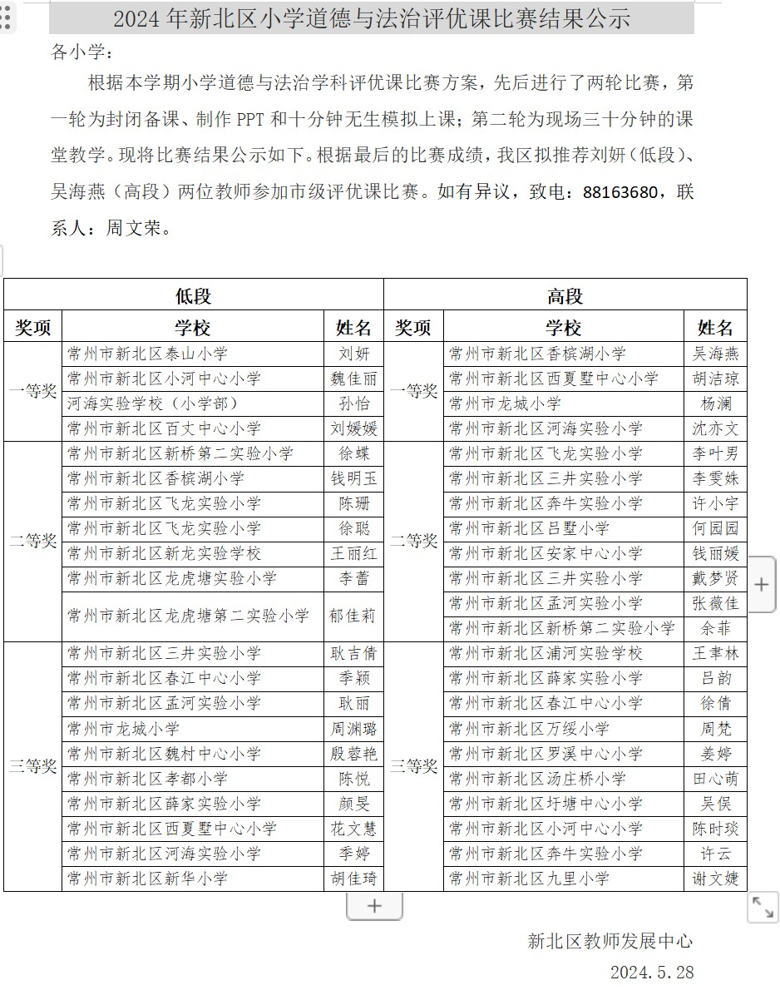 2024 年新北区小学道德与法治评优课比赛结果公示
各小学：
根据本学期小学道德与法治学科评优课比赛方案，先后进行了两轮比赛，第
一轮为封闭备课、制作 PPT 和十分钟无生模拟上课；第二轮为现场三十分钟的课
堂教学。现将比赛结果公示如下。根据最后的比赛成绩，我区拟推荐刘妍（低段）、
吴海燕（高段）两位教师参加市级评优课比赛。如有异议，致电：88163680，联
系人：周文荣。
低段 高段
奖项 学校 姓名 奖项 学校 姓名
常州市新北区泰山小学 刘妍 常州市新北区香槟湖小学 吴海燕
常州市新北区小河中心小学 魏佳丽 常州市新北区西夏墅中心小学 胡洁琼
一等奖 河海实验学校（小学部） 孙怡 一等奖 常州市龙城小学 杨澜
常州市新北区百丈中心小学 刘媛媛 常州市新北区河海实验小学 沈亦文
常州市新北区新桥第二实验小学 徐蝶 常州市新北区飞龙实验小学 李叶男
常州市新北区香槟湖小学 钱明玉 常州市新北区三井实验小学 李雯姝
常州市新北区飞龙实验小学 陈珊 常州市新北区奔牛实验小学 许小宇
常州市新北区飞龙实验小学 徐聪 常州市新北区吕墅小学 何园园
二等奖 常州市新北区新龙实验学校 王丽红 二等奖 常州市新北区安家中心小学 钱丽媛
常州市新北区龙虎塘实验小学 李蕾 常州市新北区三井实验小学 戴梦贤
常州市新北区龙虎塘第二实验小学 郁佳莉 常州市新北区孟河实验小学 张薇佳
常州市新北区新桥第二实验小学 余菲
常州市新北区三井实验小学 耿吉倩 常州市新北区浦河实验学校 王聿林
常州市新北区春江中心小学 季颖 常州市新北区薛家实验小学 吕韵
常州市新北区孟河实验小学 耿丽 常州市新北区春江中心小学 徐倩
常州市龙城小学 周渊璐 常州市新北区万绥小学 周梵
常州市新北区魏村中心小学 殷蓉艳 常州市新北区罗溪中心小学 姜婷
三等奖 常州市新北区孝都小学 陈悦 三等奖 常州市新北区汤庄桥小学 田心萌
常州市新北区薛家实验小学 颜旻 常州市新北区圩塘中心小学 吴俣
常州市新北区西夏墅中心小学 花文慧 常州市新北区小河中心小学 陈时琰
常州市新北区河海实验小学 季婷 常州市新北区奔牛实验小学 许云
常州市新北区新华小学 胡佳琦 常州市新北区九里小学 谢文婕
新北区教师发展中心
2024.5.28